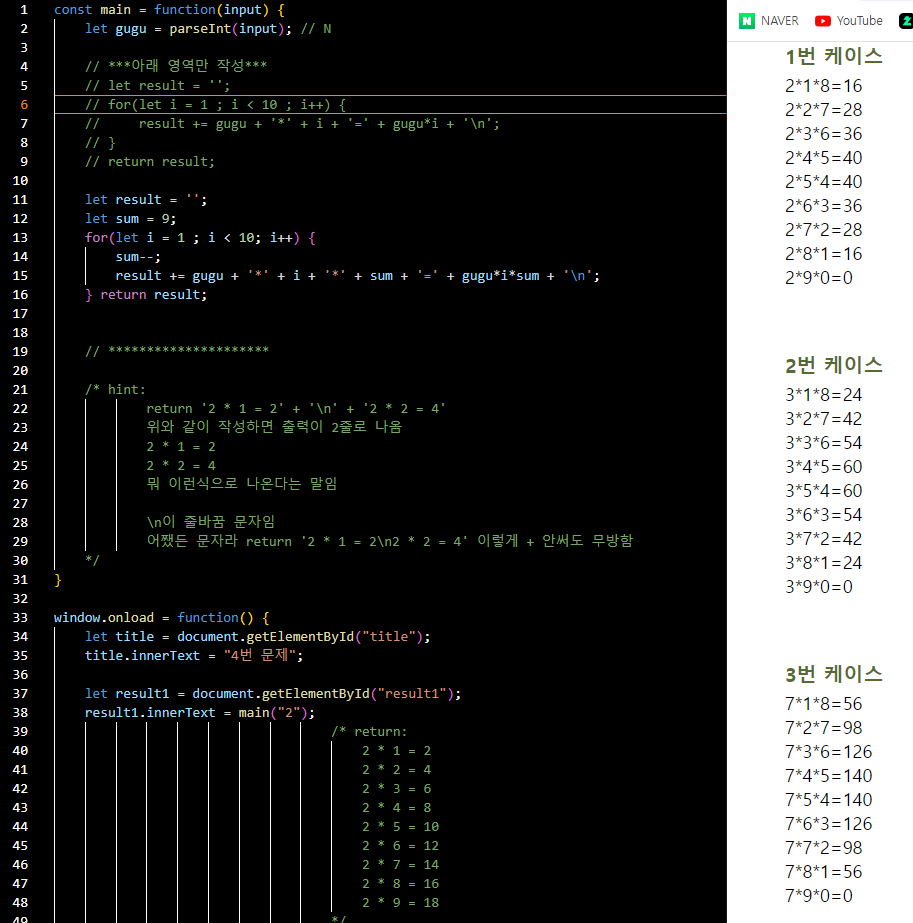 1 const main = function(input) {
2 let gugu = parseInt(input); // N
3
4 // ***아래 영역만 작성***
5 // let result = '';
6 // for(let i = 1 ; i < 10 ; i++) {
7 // result += gugu + '*' + i + '=' + gugu*i + '\n';
8 // }
9 // return result;
10
11 let result = '';
12 let sum = 9;
13 for(let i = 1 ; i < 10; i++) {
14 sum--;
15 result += gugu + '*' + i + '*' + sum + '=' + gugu*i*sum + '\n';
16 } return result;
17
18
19 // *********************
20
21 /* hint:
22 return '2 * 1 = 2' + '\n' + '2 * 2 = 4'
23 위와 같이 작성하면 출력이 2줄로 나옴
24 2 * 1 = 2
25 2 * 2 = 4
26 뭐 이런식으로 나온다는 말임
27
28 \n이 줄바꿈 문자임
29 어쨌든 문자라 return '2 * 1 = 2\n2 * 2 = 4' 이렇게 + 안써도 무방함
30 */
31 }
32
33 window.onload = function() {
34 let title = document.getElementById("title");
35 title.innerText = "4번 문제";
36
37 let result1 = document.getElementById("result1");
38 result1.innerText = main("2");
39 /* return:
40 2 * 1 = 2
41 2 * 2 = 4
42 2 * 3 = 6
43 2 * 4 = 8
44 2 * 5 = 10
45 2 * 6 = 12
46 2 * 7 = 14
47 2 * 8 = 16
48 2 * 9 = 18
49 */
N NAVER YouTube Z
1번 케이스
2*1*8=16
2*2*7=28
2*3*6=36
2*4*5=40
2*5*4=40
2*6*3=36
2*7*2=28
2*8*1=16
2*9*0=0
2번 케이스
3*1*8=24
3*2*7=42
3*3*6=54
3*4*5=60
3*5*4=60
3*6*3=54
3*7*2=42
3*8*1=24
3*9*0=0
3번 케이스
7*1*8=56
7*2*7=98
7*3*6=126
7*4*5=140
7*5*4=140
7*6*3=126
7*7*2=98
7*8*1=56
7*9*0=0